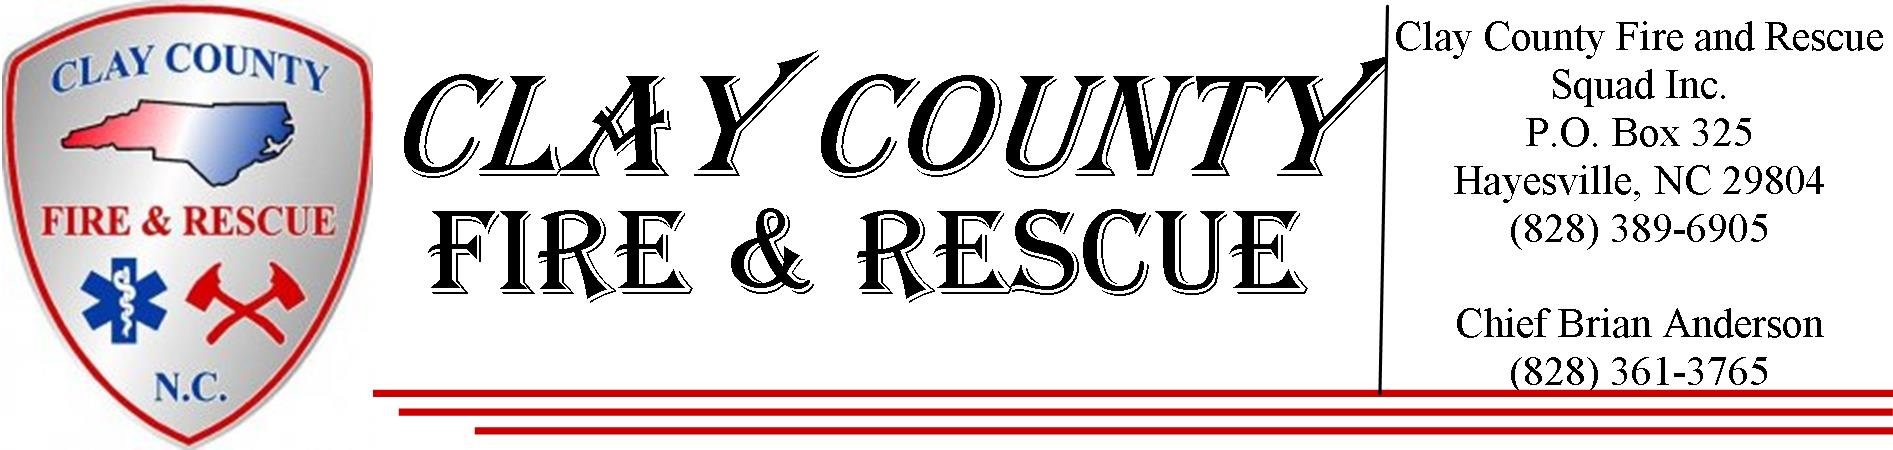 CLAY COUNTY
FIRE & RESCUE
N.C.
CLAY COUNTY
FIRE & RESCUE
Clay County Fire and Rescue
Squad Inc.
P.O. Box 325
Hayesville, NC 29804
(828) 389-6905
Chief Brian Anderson
(828) 361-3765